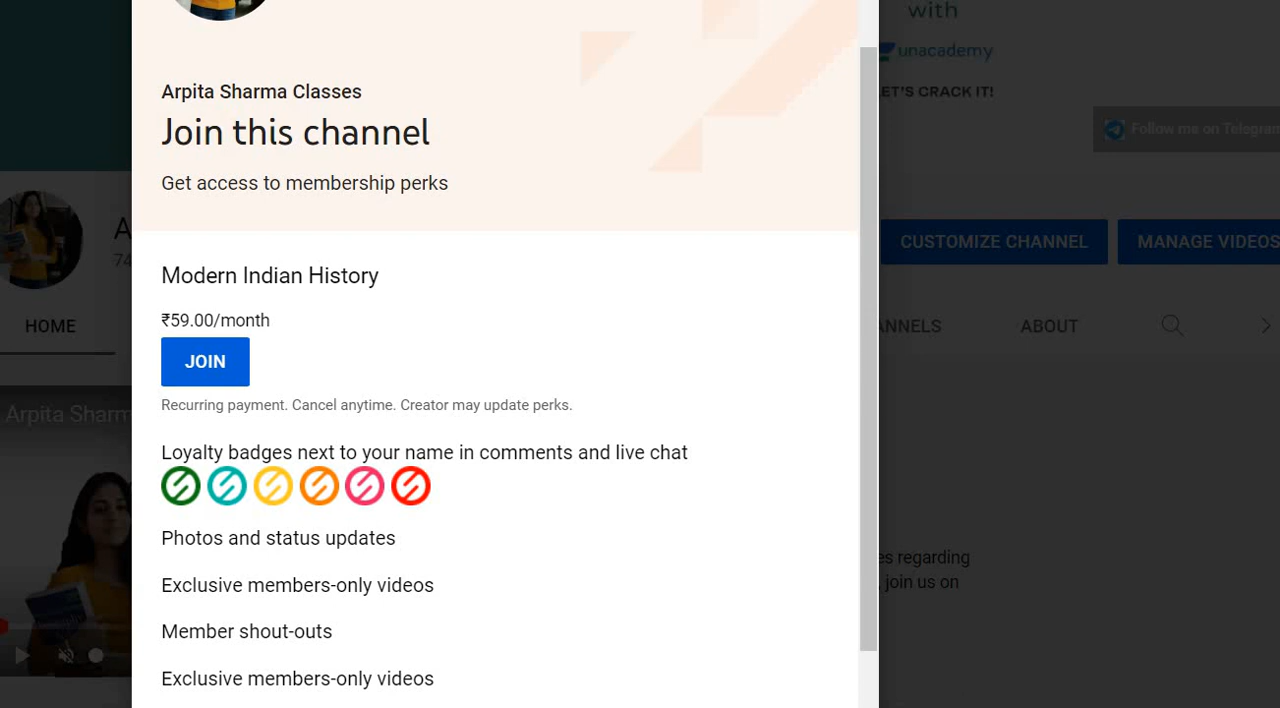 with
unacademy
LET'S CRACK IT!
Follow me on Telegram
Arpita Sharma Classes
Join this channel
Get access to membership perks
CUSTOMIZE CHANNEL
MANAGE VIDEOS
HOME
ABOUT
Modern Indian History
₹59.00/month
JOIN
Recurring payment. Cancel anytime. Creator may update perks.
Arpita Sharm
Loyalty badges next to your name in comments and live chat
Photos and status updates
Exclusive members-only videos
Member shout-outs
Exclusive members-only videos
regarding
join us on